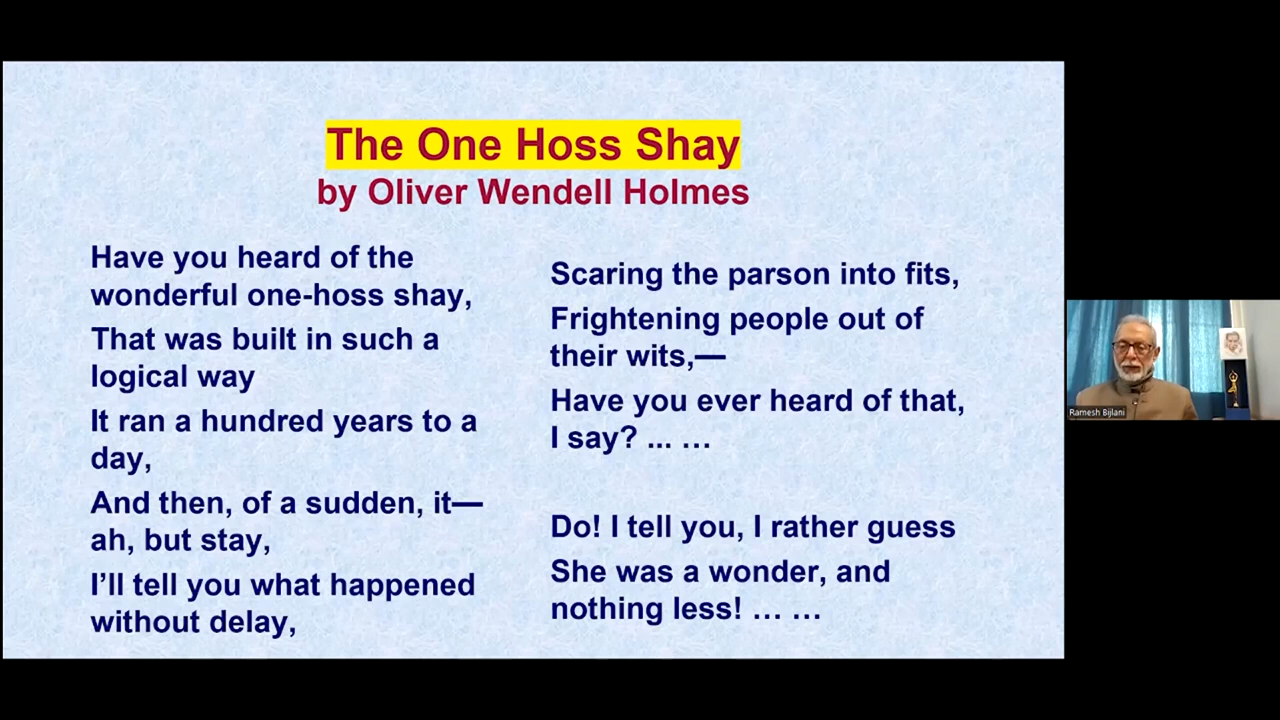 The One Hoss Shay
by Oliver Wendell Holmes
Have you heard of the
wonderful one-hoss shay,
That was built in such a
logical way
It ran a hundred years to a
day,
And then, of a sudden, it—
ah, but stay,
I’ll tell you what happened
without delay,
Scaring the parson into fits,
Frightening people out of
their wits,—
Have you ever heard of that,
I say? ... …
Do! I tell you, I rather guess
She was a wonder, and
nothing less! … …
Ramesh Bijlani